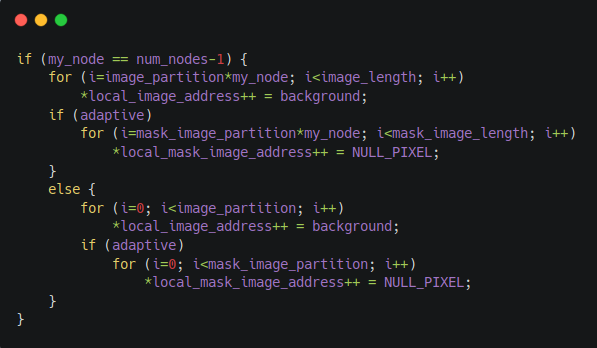 if (my_node == num_nodes-1) {
    for (i=image_partition*my_node; i<image_length; i++)
        *local_image_address++ = background;
    if (adaptive)
        for (i=mask_image_partition*my_node; i<mask_image_length; i++)
            *local_mask_image_address++ = NULL_PIXEL;
    }
    else {
        for (i=0; i<image_partition; i++)
            *local_image_address++ = background;
        if (adaptive)
            for (i=0; i<mask_image_partition; i++)
                *local_mask_image_address++ = NULL_PIXEL;
    }
}